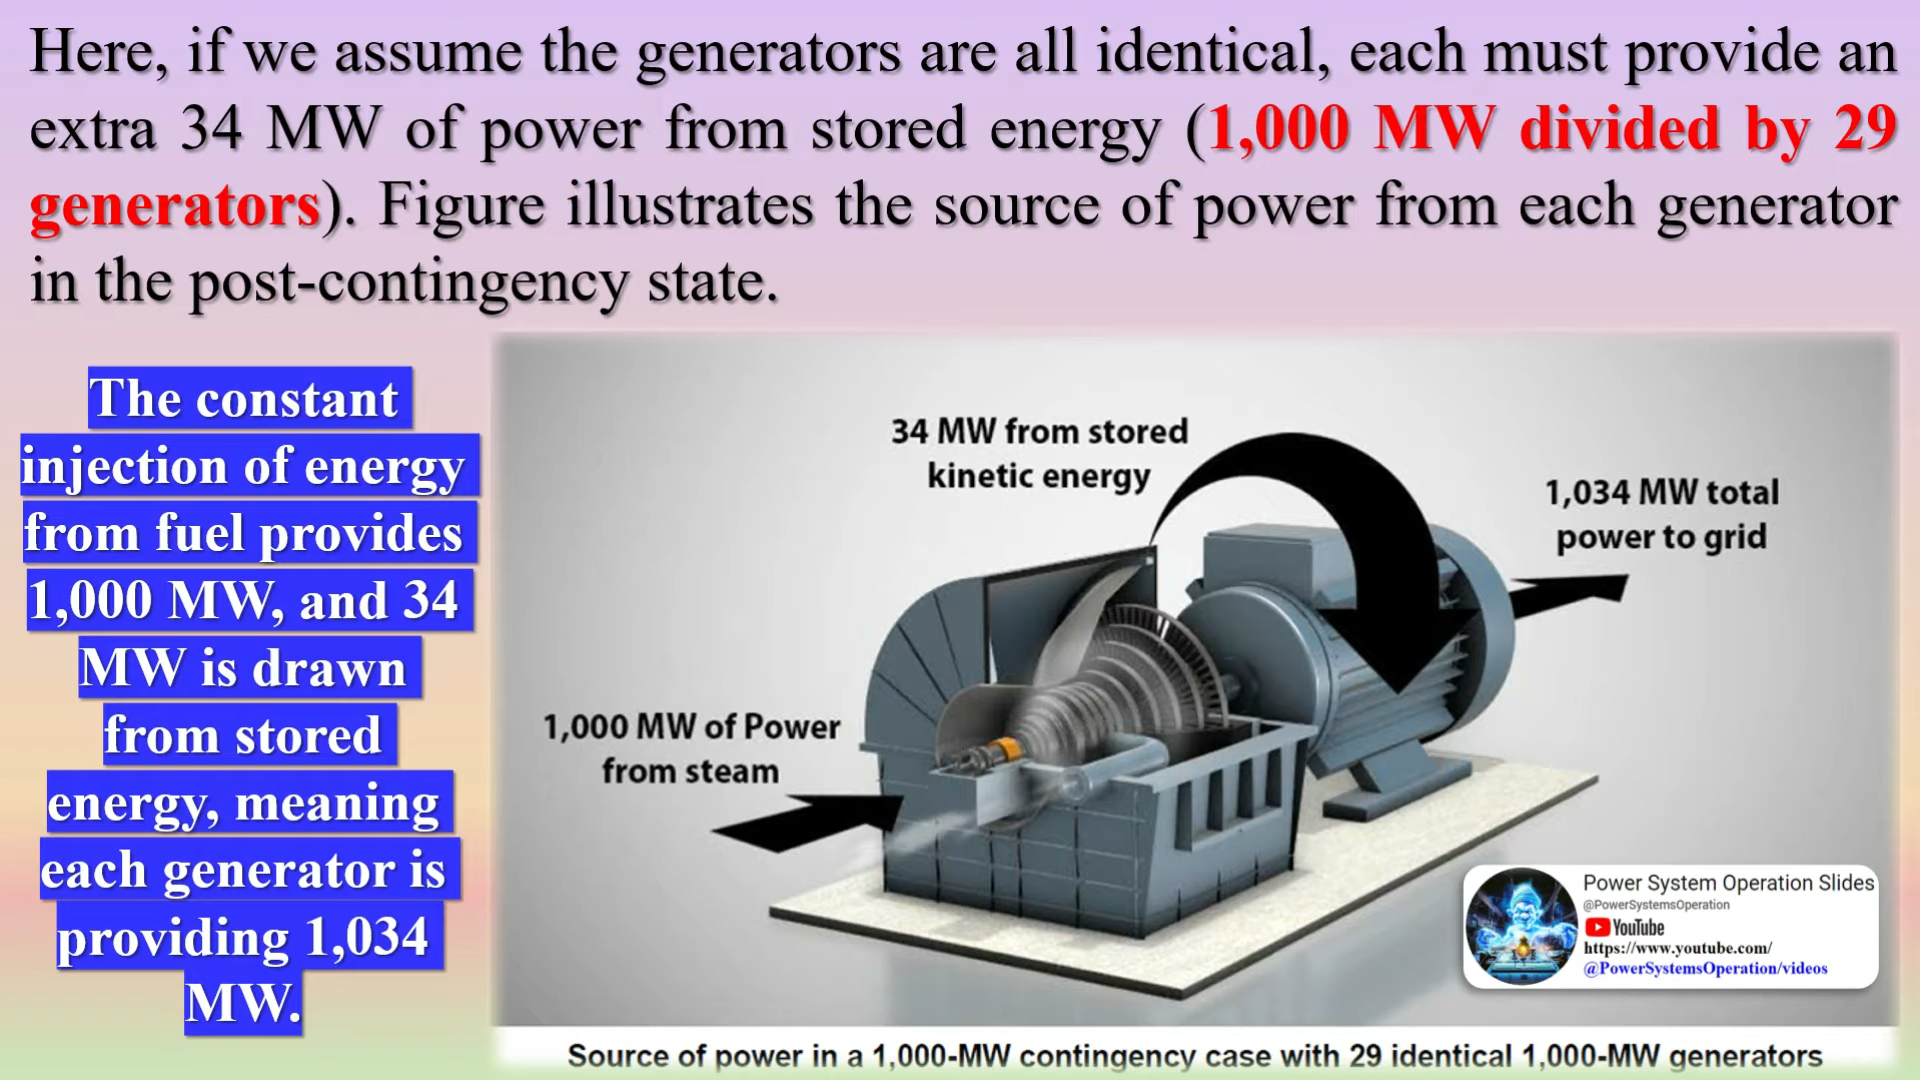 Here, if we assume the generators are all identical, each must provide an
extra 34 MW of power from stored energy (1,000 MW divided by 29
generators). Figure illustrates the source of power from each generator
in the post-contingency state.
The constant
injection of energy
from fuel provides
1,000 MW, and 34
MW is drawn
from stored
energy, meaning
each generator is
providing 1,034
MW.
34 MW from stored
kinetic energy
1,034 MW total
power to grid
1,000 MW of Power
from steam
Power System Operation Slides
@PowerSystemsOperation
YouTube
https://www.youtube.com/
@PowerSystemsOperation/videos
Source of power in a 1,000-MW contingency case with 29 identical 1,000-MW generators